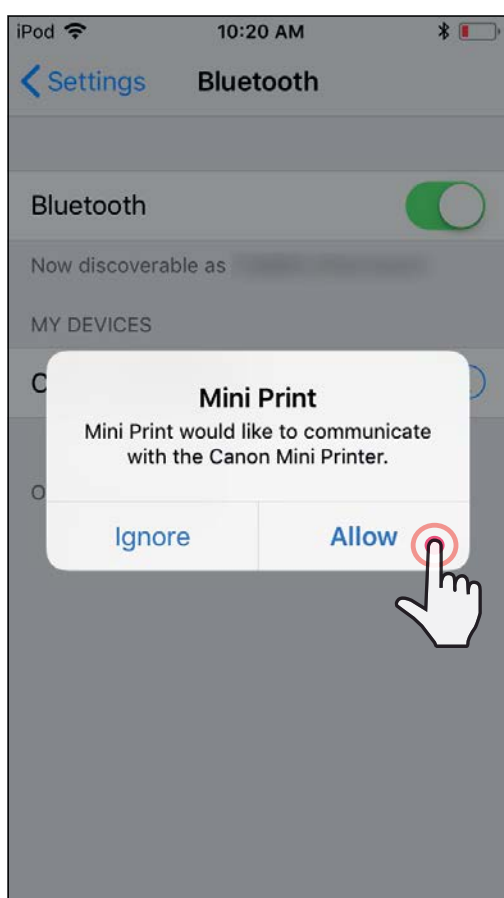 iPod 10:20 AM
Settings Bluetooth
Bluetooth
Now discoverable as
MY DEVICES
C
Mini Print
Mini Print would like to communicate
with the Canon Mini Printer.
O
Ignore Allow